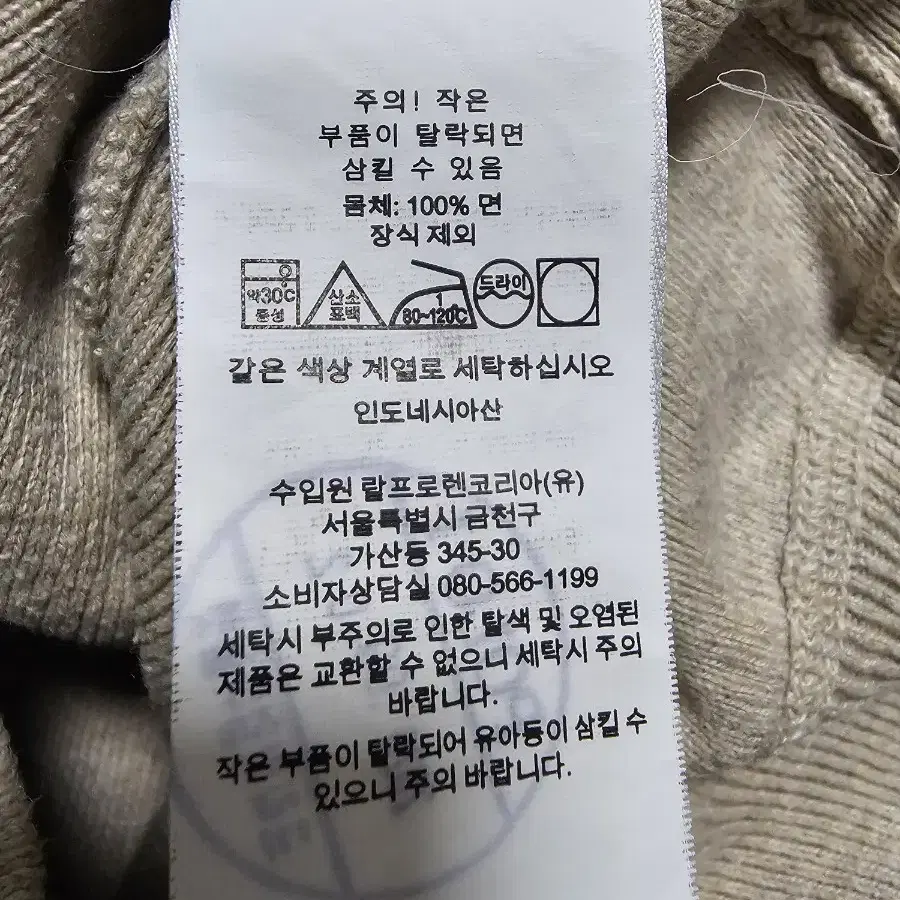 주의! 작은
부품이 탈락되면
삼킬 수 있음
몸체: 100% 면
장식 제외
약30℃
중성
산소
표백
1
80~120℃
드라이
같은 색상 계열로 세탁하십시오
인도네시아산
수입원 랄프로렌코리아(유)
서울특별시 금천구
가산동 345-30
소비자상담실 080-566-1199
세탁시 부주의로 인한 탈색 및 오염된
제품은 교환할 수 없으니 세탁시 주의
바랍니다.
작은 부품이 탈락되어 유아등이 삼킬 수
있으니 주의 바랍니다.